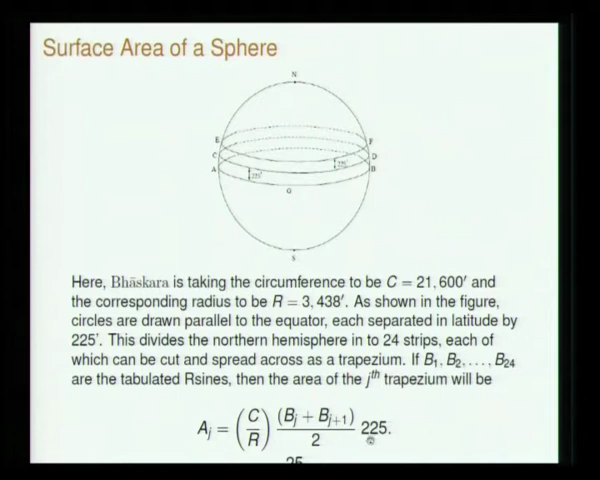 Surface Area of a Sphere
N
E
F
C
D
A
B
225'
225'
Q
S
Here, Bhāskara is taking the circumference to be C = 21,600′ and
the corresponding radius to be R = 3,438′. As shown in the figure,
circles are drawn parallel to the equator, each separated in latitude by
225'. This divides the northern hemisphere in to 24 strips, each of
which can be cut and spread across as a trapezium. If B₁, B₂, . . . , B₂₄
are the tabulated Rsines, then the area of the jᵗʰ trapezium will be
Aⱼ = (C/R) (Bⱼ + Bⱼ₊₁)/2 225.